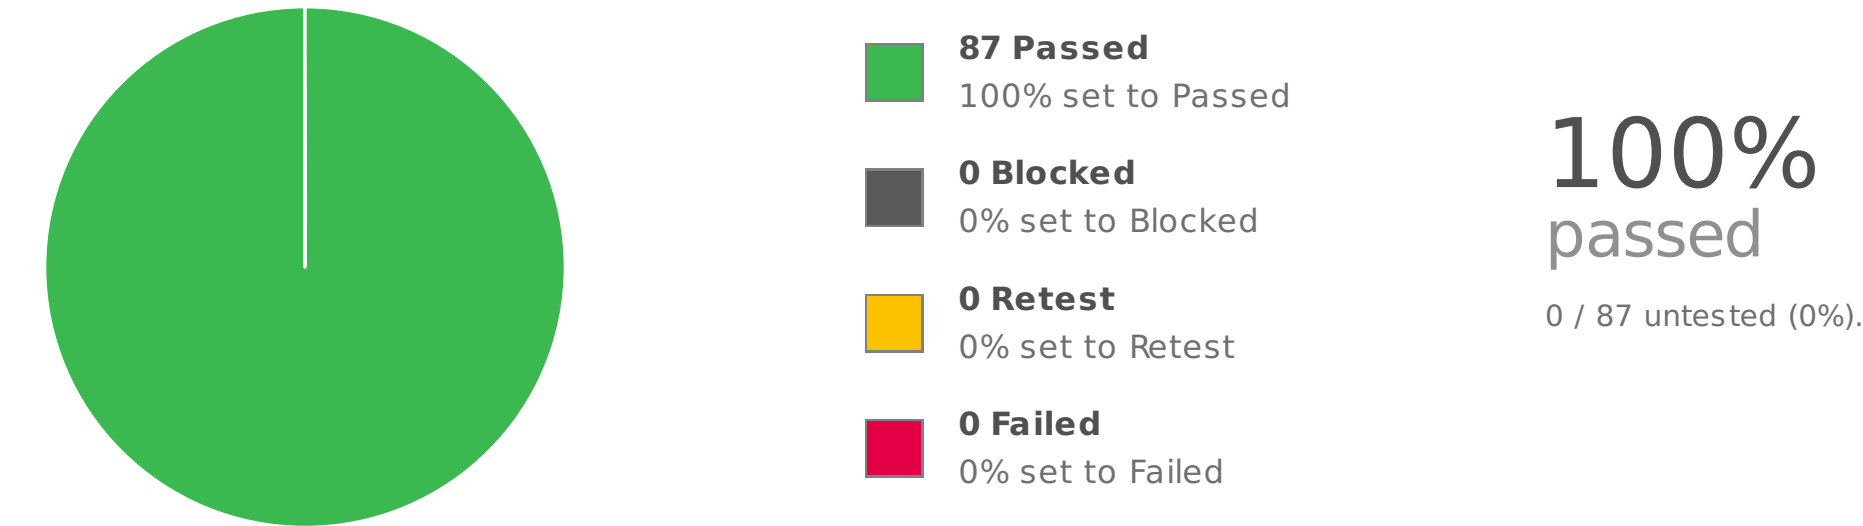 87 Passed
100% set to Passed
0 Blocked
0% set to Blocked
0 Retest
0% set to Retest
0 Failed
0% set to Failed
100%
passed
0 / 87 untested (0%).